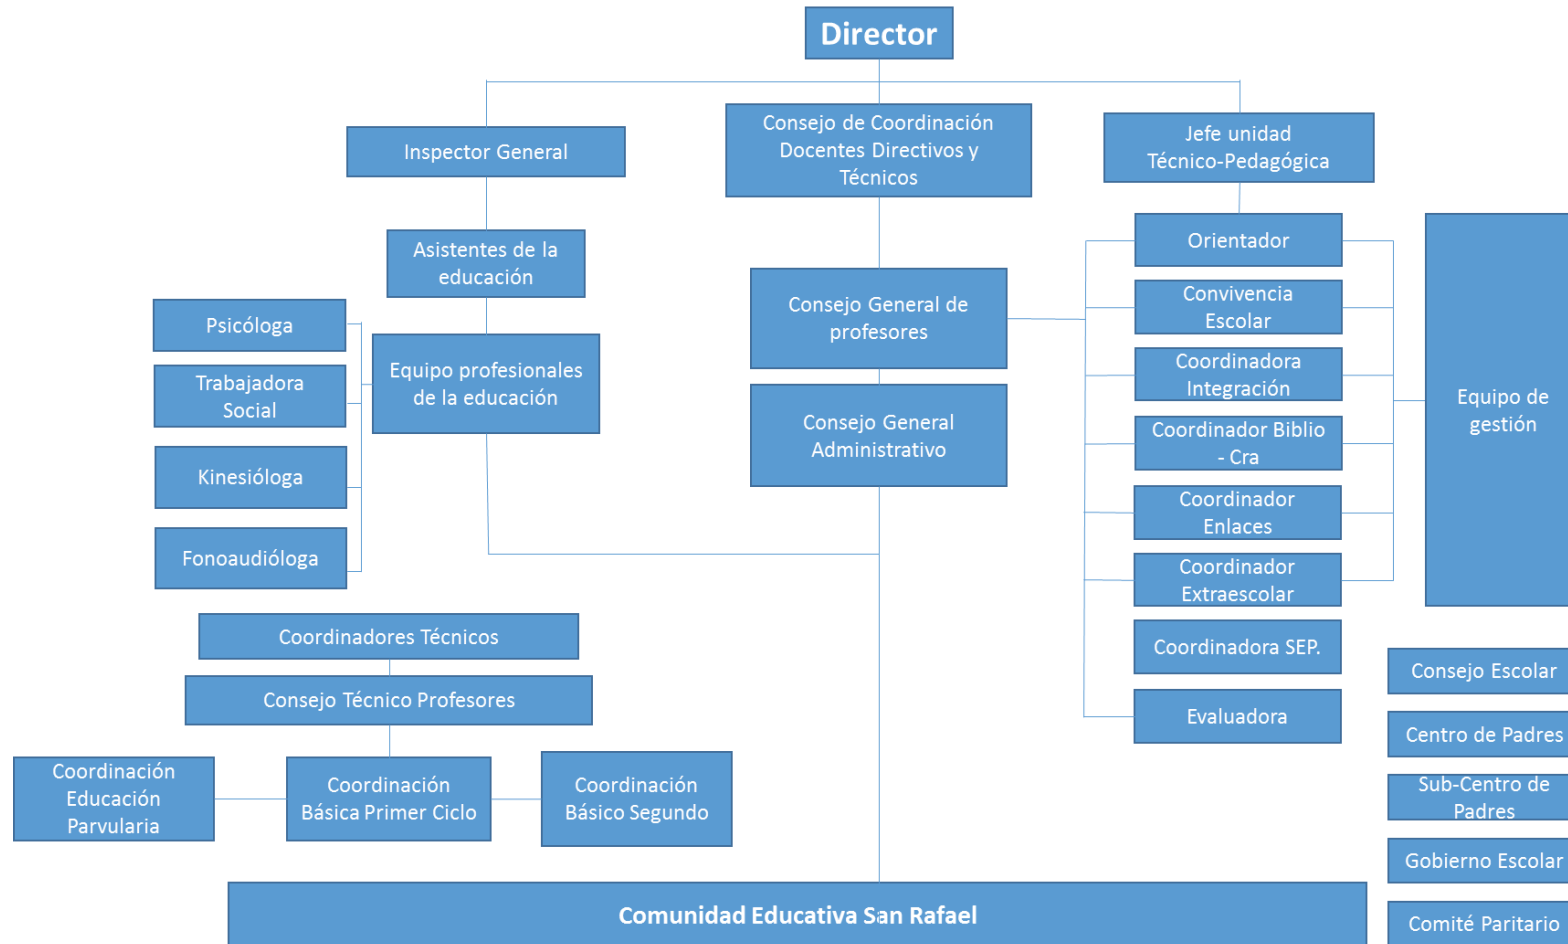 Director
Inspector General
Consejo de Coordinación
Docentes Directivos y
Técnicos
Jefe unidad
Técnico-Pedagógica
Asistentes de la
educación
Equipo profesionales
de la educación
Psicóloga
Trabajadora
Social
Kinesióloga
Fonoaudióloga
Consejo General de
profesores
Consejo General
Administrativo
Orientador
Convivencia
Escolar
Coordinadora
Integración
Coordinador Biblio
- Cra
Coordinador
Enlaces
Coordinador
Extraescolar
Coordinadora SEP.
Evaluadora
Equipo de
gestión
Coordinadores Técnicos
Consejo Técnico Profesores
Coordinación
Educación
Parvularia
Coordinación
Básica Primer Ciclo
Coordinación
Básico Segundo
Consejo Escolar
Centro de Padres
Sub-Centro de
Padres
Gobierno Escolar
Comité Paritario
Comunidad Educativa San Rafael